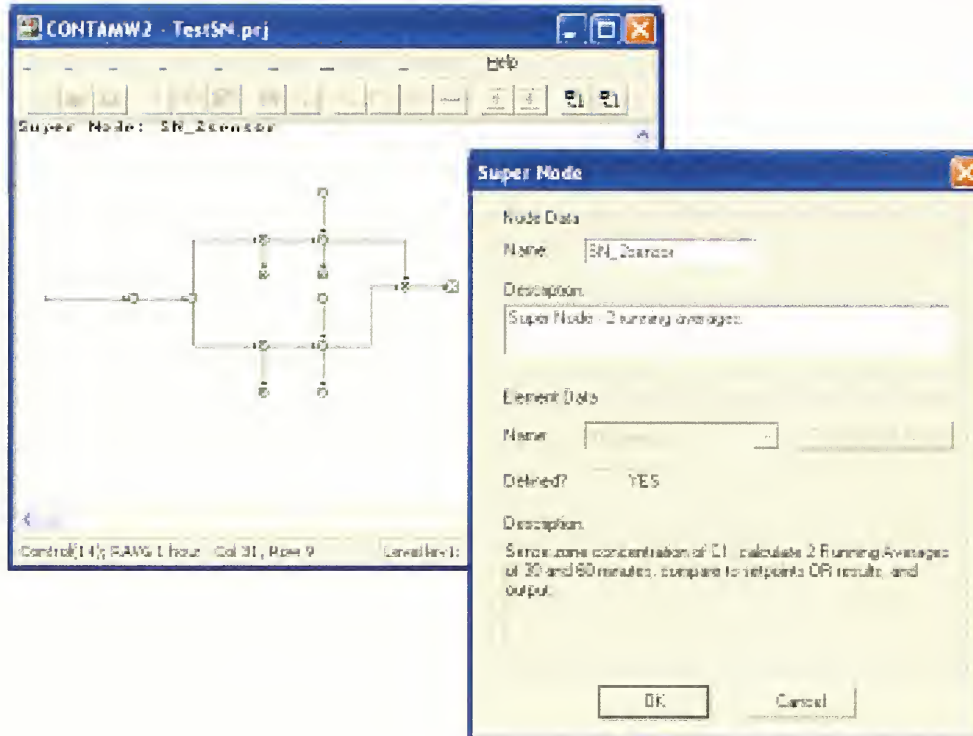 CONTAMW2 - TestSN.prj
Help
Super Node: SN_2sensor
Control(14): RAVG 1 hour Col 31, Row 9
Level lev1:
Super Node
Node Data
Name: SN_2sensor
Description:
Super Node - 2 running averages.
Element Data
Name:
Defined? YES
Description:
Sense zone concentration of C1, calculate 2 Running Averages
of 30 and 60 minutes, compare to setpoints OR results, and
output.
OK
Cancel